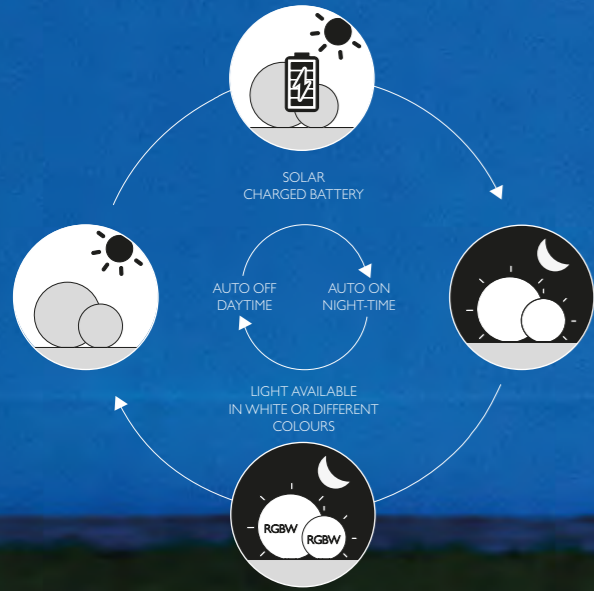 SOLAR
CHARGED BATTERY
AUTO OFF
DAYTIME
AUTO ON
NIGHT-TIME
LIGHT AVAILABLE
IN WHITE OR DIFFERENT
COLOURS
RGBW
RGBW